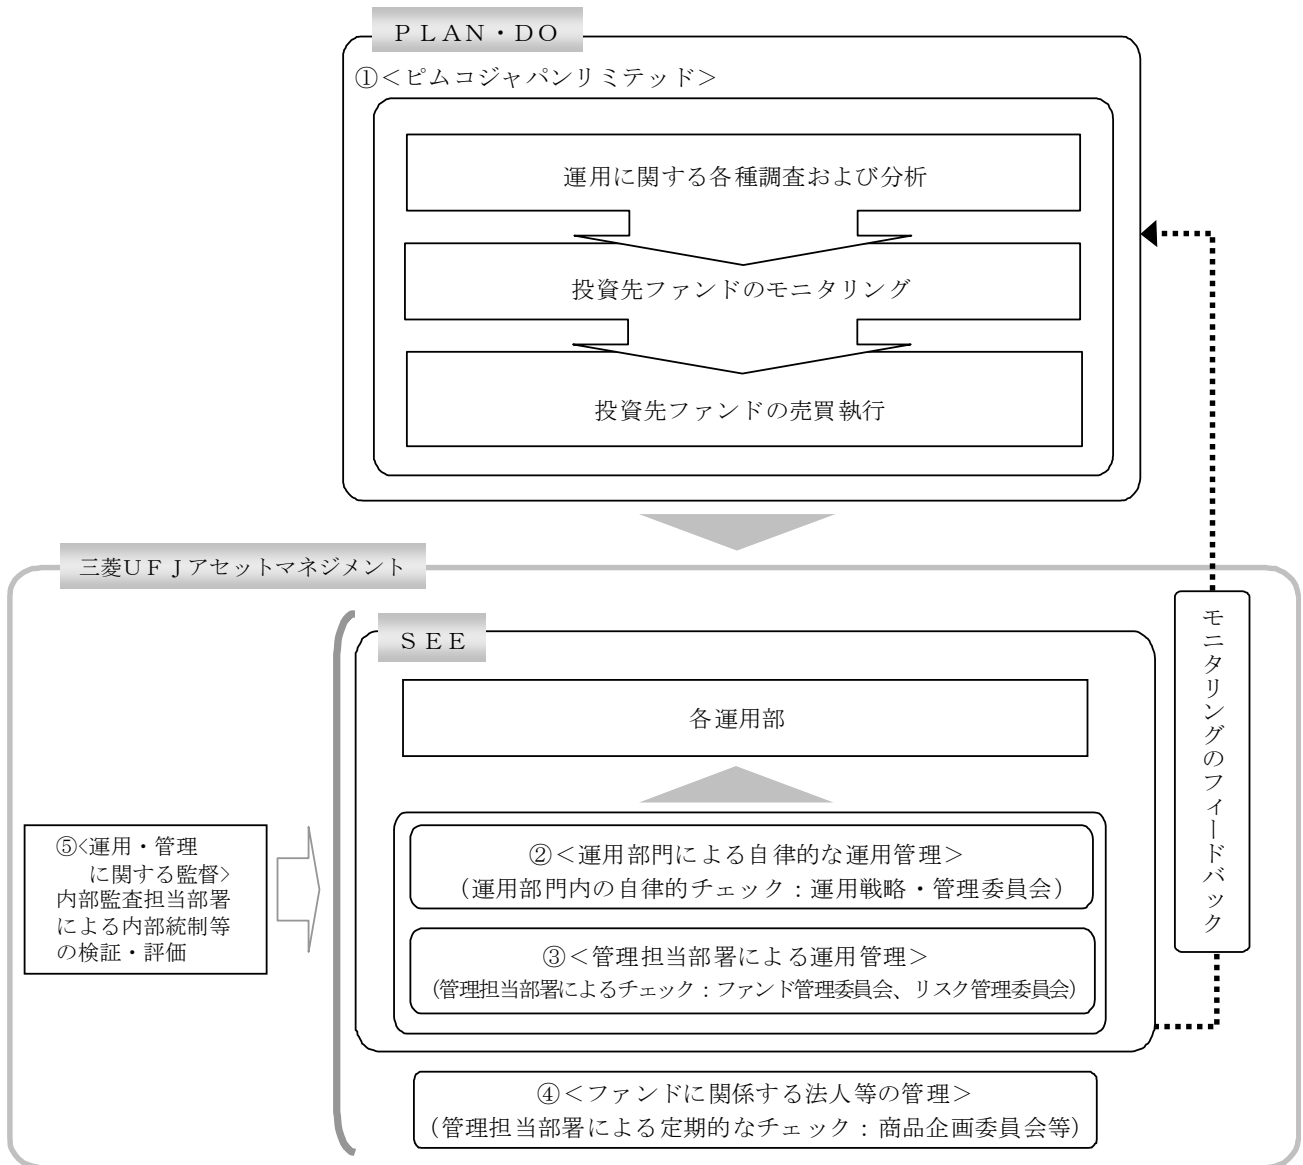 ＰＬＡＮ・ＤＯ
①＜ピムコジャパンリミテッド＞
運用に関する各種調査および分析
投資先ファンドのモニタリング
投資先ファンドの売買執行
三菱ＵＦＪアセットマネジメント
ＳＥＥ
各運用部
②＜運用部門による自律的な運用管理＞
（運用部門内の自律的チェック：運用戦略・管理委員会）
③＜管理担当部署による運用管理＞
（管理担当部署によるチェック：ファンド管理委員会、リスク管理委員会）
④＜ファンドに関係する法人等の管理＞
（管理担当部署による定期的なチェック：商品企画委員会等）
⑤<運用・管理
に関する監督>
内部監査担当部署
による内部統制等
の検証・評価
モニタリングのフィードバック